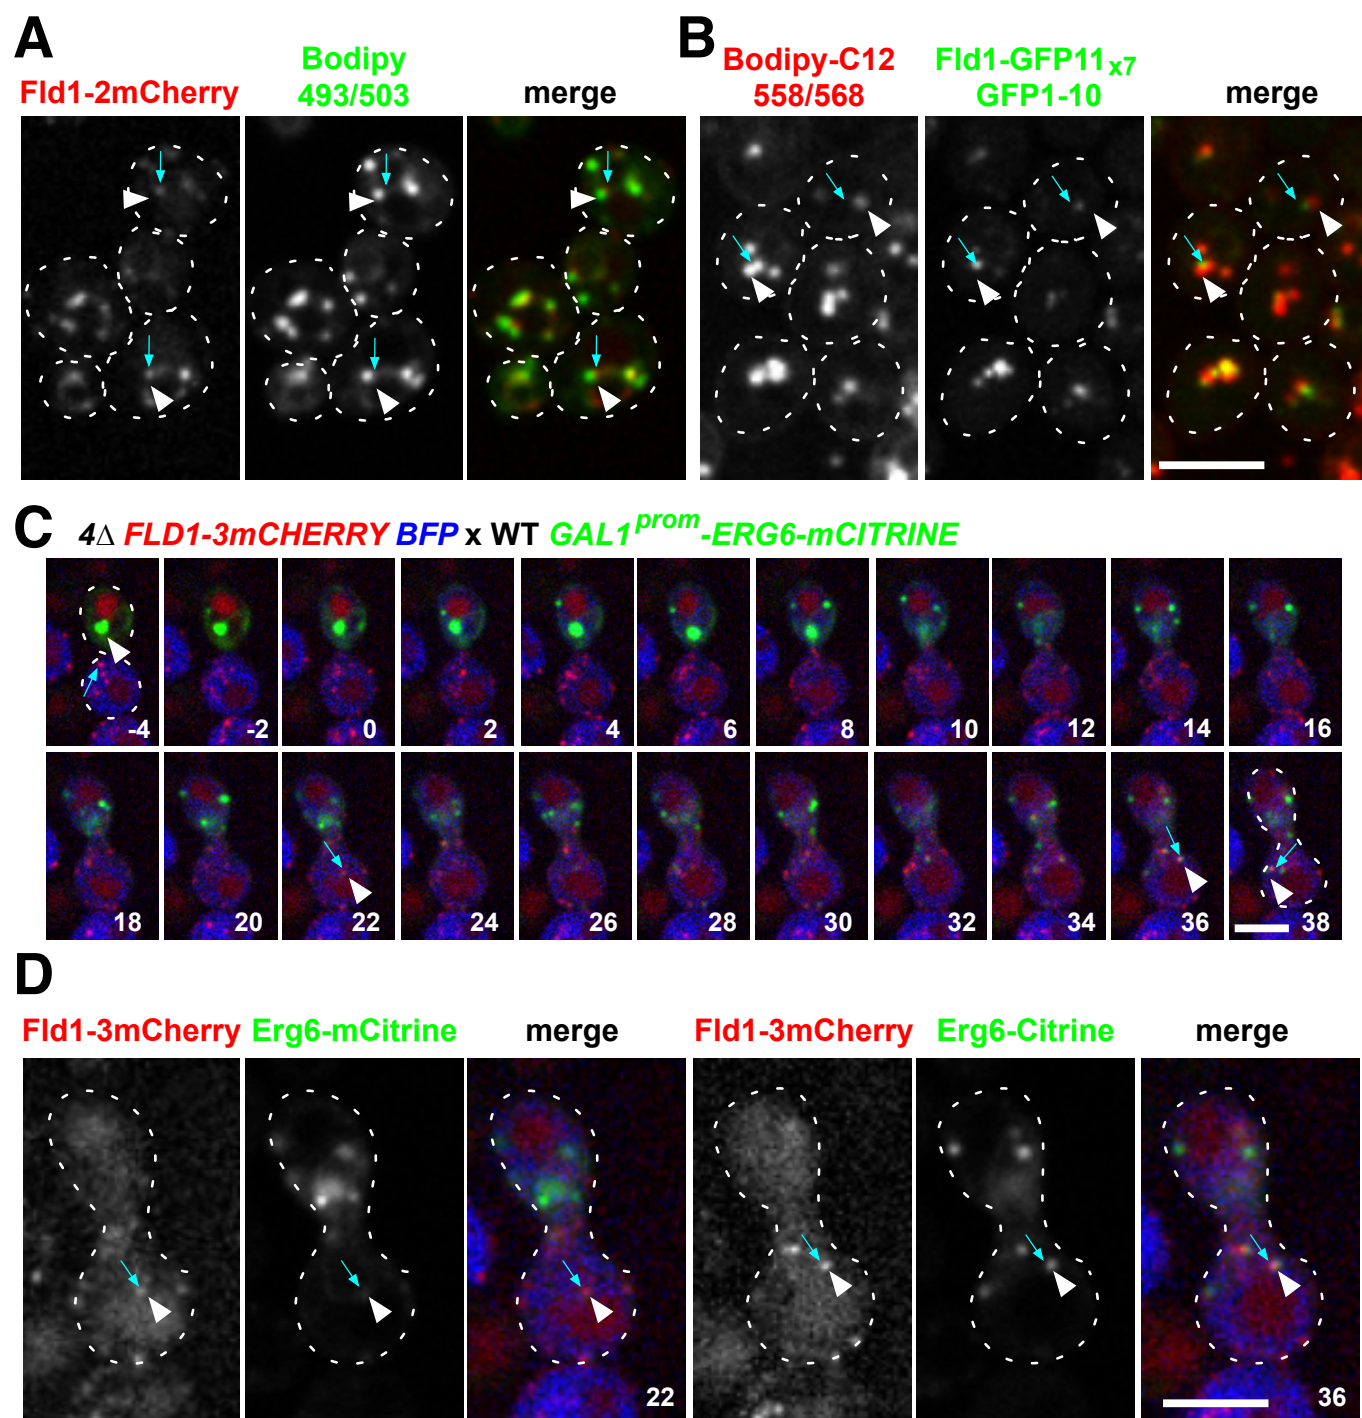 A
B
Fld1-2mCherry
Bodipy
493/503
merge
Bodipy-C12
558/568
Fld1-GFP11x7
GFP1-10
merge
C
4Δ FLD1-3mCHERRY BFP x WT GAL1prom-ERG6-mCITRINE
-4
-2
0
2
4
6
8
10
12
14
16
18
20
22
24
26
28
30
32
34
36
38
D
Fld1-3mCherry
Erg6-mCitrine
merge
Fld1-3mCherry
Erg6-Citrine
merge
22
36